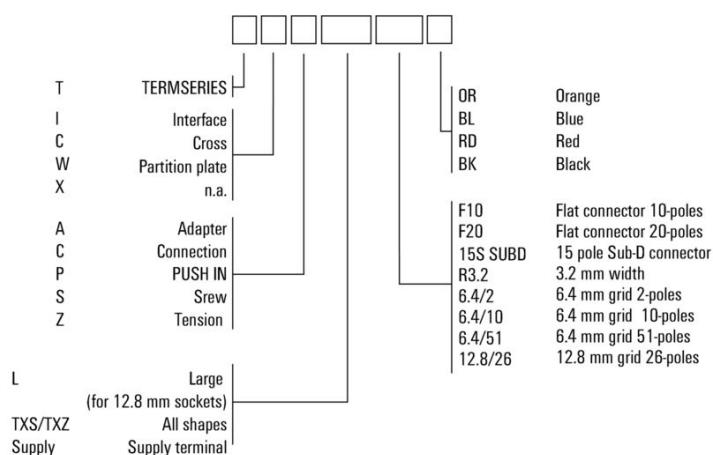 T TERMSERIES
I Interface
C Cross
W Partition plate
X n.a.
A Adapter
C Connection
P PUSH IN
S Srew
Z Tension
L Large
(for 12.8 mm sockets)
TXS/TXZ All shapes
Supply Supply terminal
OR Orange
BL Blue
RD Red
BK Black
F10 Flat connector 10-poles
F20 Flat connector 20-poles
15S SUBD 15 pole Sub-D connector
R3.2 3.2 mm width
6.4/2 6.4 mm grid 2-poles
6.4/10 6.4 mm grid 10-poles
6.4/51 6.4 mm grid 51-poles
12.8/26 12.8 mm grid 26-poles